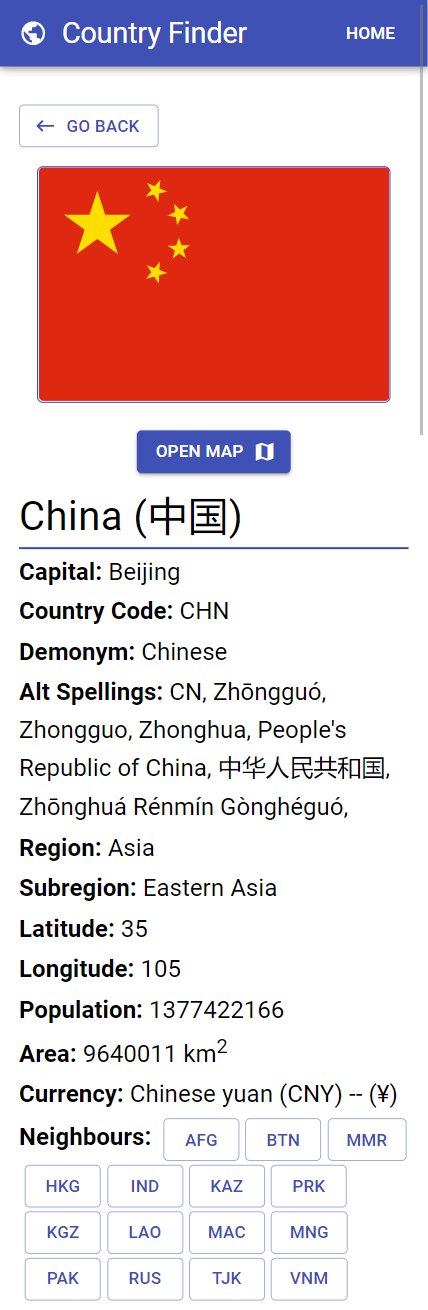 Country Finder HOME
GO BACK
OPEN MAP
China (中国)
Capital: Beijing
Country Code: CHN
Demonym: Chinese
Alt Spellings: CN, Zhōngguó,
Zhongguo, Zhonghua, People's
Republic of China, 中华人民共和国,
Zhōnghuá Rénmín Gònghéguó,
Region: Asia
Subregion: Eastern Asia
Latitude: 35
Longitude: 105
Population: 1377422166
Area: 9640011 km²
Currency: Chinese yuan (CNY) -- (¥)
Neighbours: AFG BTN MMR
HKG IND KAZ PRK
KGZ LAO MAC MNG
PAK RUS TJK VNM